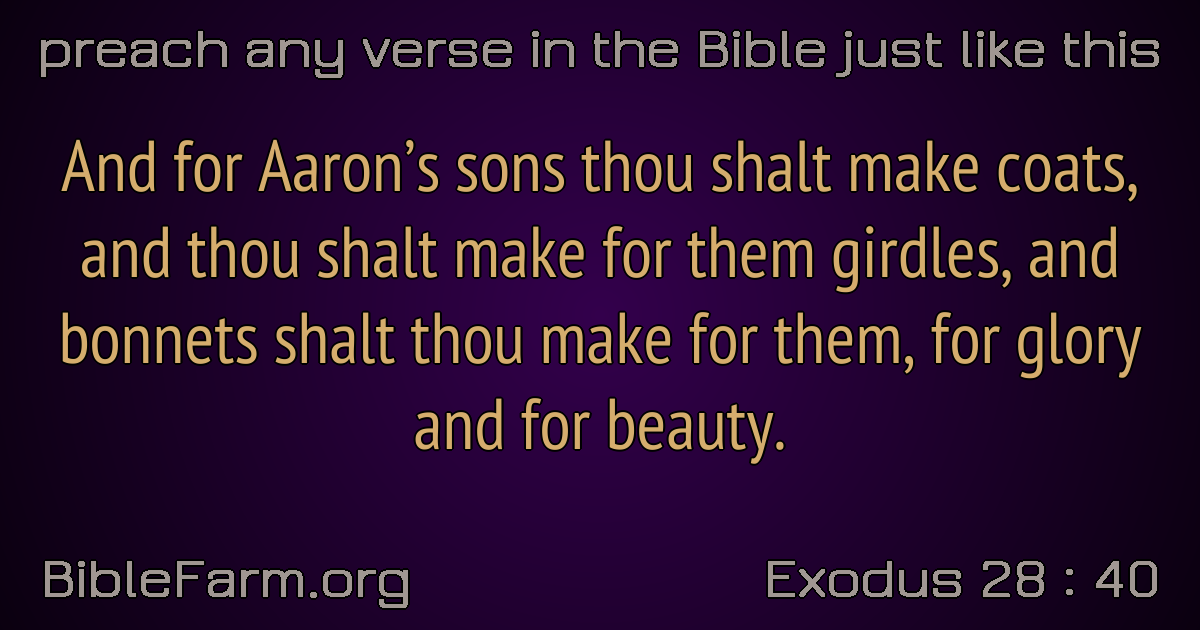 preach any verse in the Bible just like this
And for Aaron’s sons thou shalt make coats,
and thou shalt make for them girdles, and
bonnets shalt thou make for them, for glory
and for beauty.
BibleFarm.org
Exodus 28 : 40